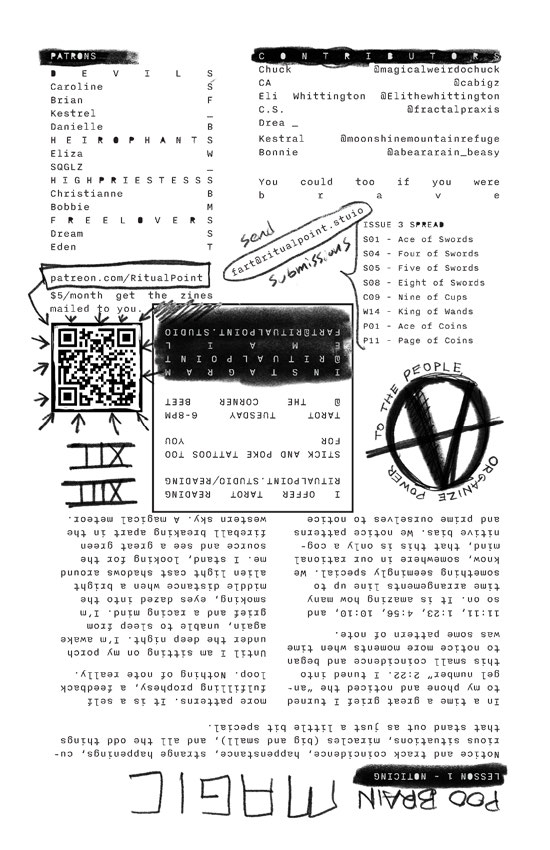 PATRONS
D E V I L S
Caroline S
Brian F
Kestrel _
Danielle B
H E I R O P H A N T S
Eliza W
SQGLZ _
H I G H P R I E S T E S S S
Christianne B
Bobbie M
F R E E L O V E R S
Dream S
Eden T
patreon.com/RitualPoint
$5/month get the zines
mailed to you.
C O N T R I B U T O R S
Chuck @magicalweirdochuck
CA @cabigz
Eli Whittington @Elithewhittington
C.S. @fractalpraxis
Drea _
Kestral @moonshinemountainrefuge
Bonnie @abeararain_beasy
You could too if you were
b r a v e
send
fart@ritualpoint.stuio
submissions
ISSUE 3 SPREAD
S01 - Ace of Swords
S04 - Four of Swords
S05 - Five of Swords
S08 - Eight of Swords
C09 - Nine of Cups
W14 - King of Wands
P01 - Ace of Coins
P11 - Page of Coins
TO THE PEOPLE
ORGANIZE POWER
XII
XIII
I OFFER TAROT READING
RITUALPOINT.STUDIO/READING
STICK AND POKE TATTOOS TOO
FOR YOU
TAROT TUESDAY 6-8PM
@ THE CORNER BEET
I N S T A G R A M
@ R I T U A L P O I N T
E M A I L
FART@RITUALPOINT.STUDIO
POO BRAIN MAGIC
LESSON 1 - NOTICING
Notice and track coincidence, happenstance, strange happenings, cu-
rious situations, miracles (big and small), and all the odd things
that stand out as just a little bit special.
In a time a great grief I turned
to my phone and noticed the "an-
gel number" 2:22. I tuned into
this small coincidence and began
to notice more moments when time
was some pattern of note.
11:11, 1:23, 4:56, 10:10, and
so on. It is amazing how many
time arrangements line up to
something seemingly special. We
know, somewhere in our rational
mind, that this is only a cog-
nitive bias. We notice patterns
and prime ourselves to notice
more patterns. It is a self
fulfilling prophesy, a feedback
loop. Nothing of note really.
Until I am sitting on my porch
under the deep night. I'm awake
again, unable to sleep from
grief and a racing mind. I'm
smoking, eyes dazed into the
middle distance when a bright
alien light cast shadows around
me. I stand, looking for the
source and see a great green
fireball breaking apart in the
western sky. A magical meteor.